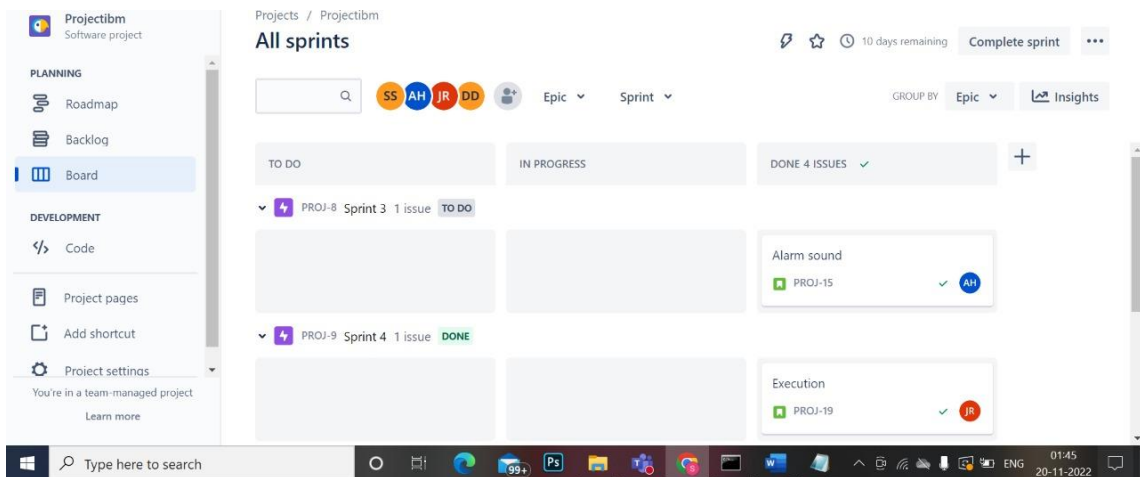 Projectibm
Software project
PLANNING
Roadmap
Backlog
Board
DEVELOPMENT
Code
Project pages
Add shortcut
Project settings
You're in a team-managed project
Learn more
Projects / Projectibm
All sprints
10 days remaining
Complete sprint
SS AH JR DD
Epic
Sprint
GROUP BY Epic
Insights
TO DO
IN PROGRESS
DONE 4 ISSUES
PROJ-8 Sprint 3 1 issue TO DO
Alarm sound
PROJ-15 AH
PROJ-9 Sprint 4 1 issue DONE
Execution
PROJ-19 JR
Type here to search
99+
Ps
ENG
01:45
20-11-2022